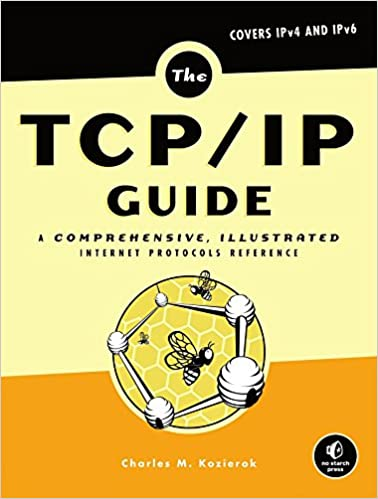 COVERS IPv4 AND IPv6
The
TCP/IP
GUIDE
A COMPREHENSIVE, ILLUSTRATED
INTERNET PROTOCOLS REFERENCE
Charles M. Kozierok
no starch
press